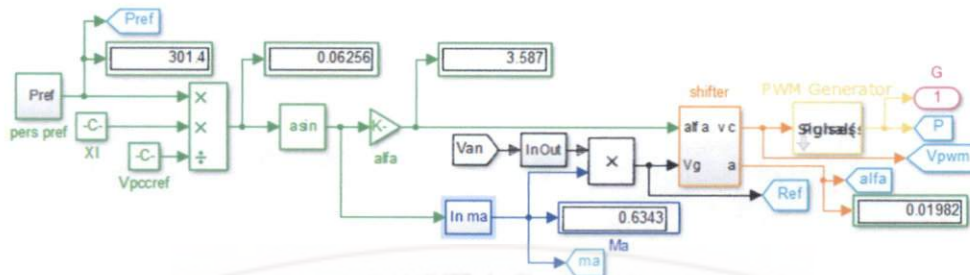 Pref
301.4
0.06256
3.587
Pref
pers pref
-C-
Xl
-C-
Vpccref
×
×
÷
asin
K-
alfa
Van
InOut
×
shifter
alfa
vc
Vg
a
PWM Generator
G
1
P
Vpwm
alfa
0.01982
Ref
In ma
0.6343
Ma
ma